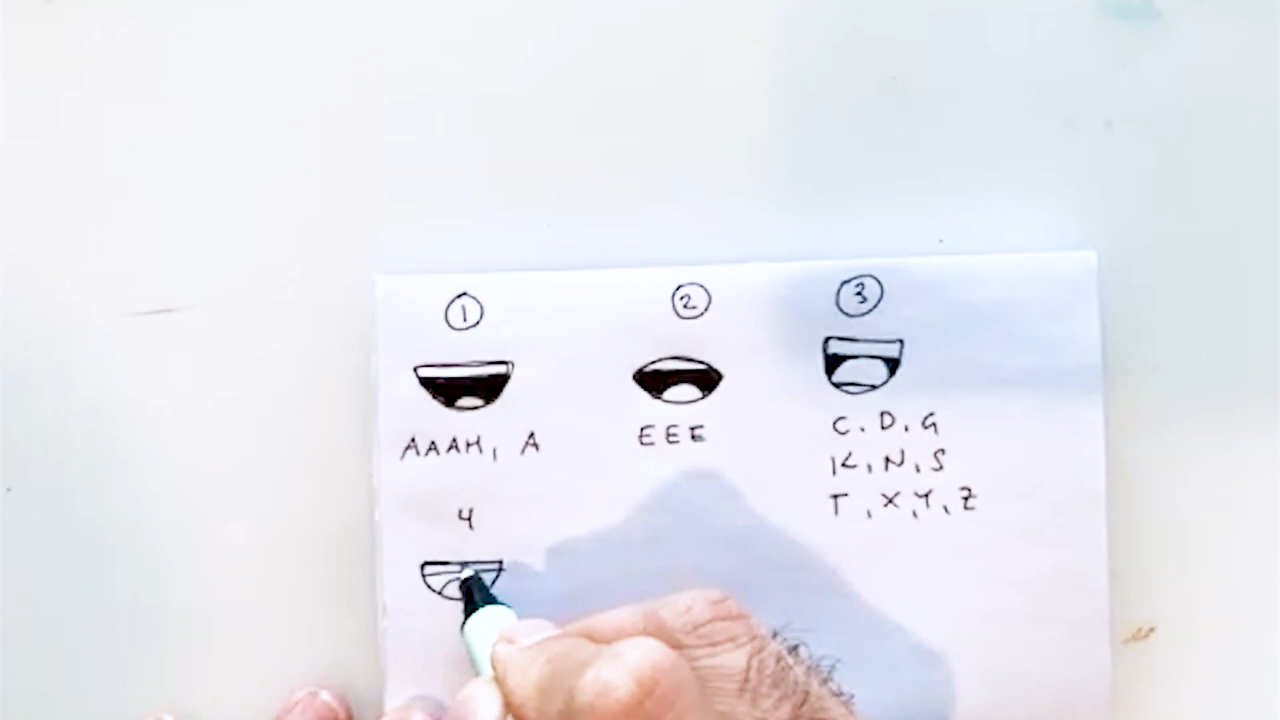 1 2 3
AAAH, A
EEE
C, D, G
K, N, S
T, X, Y, Z
4